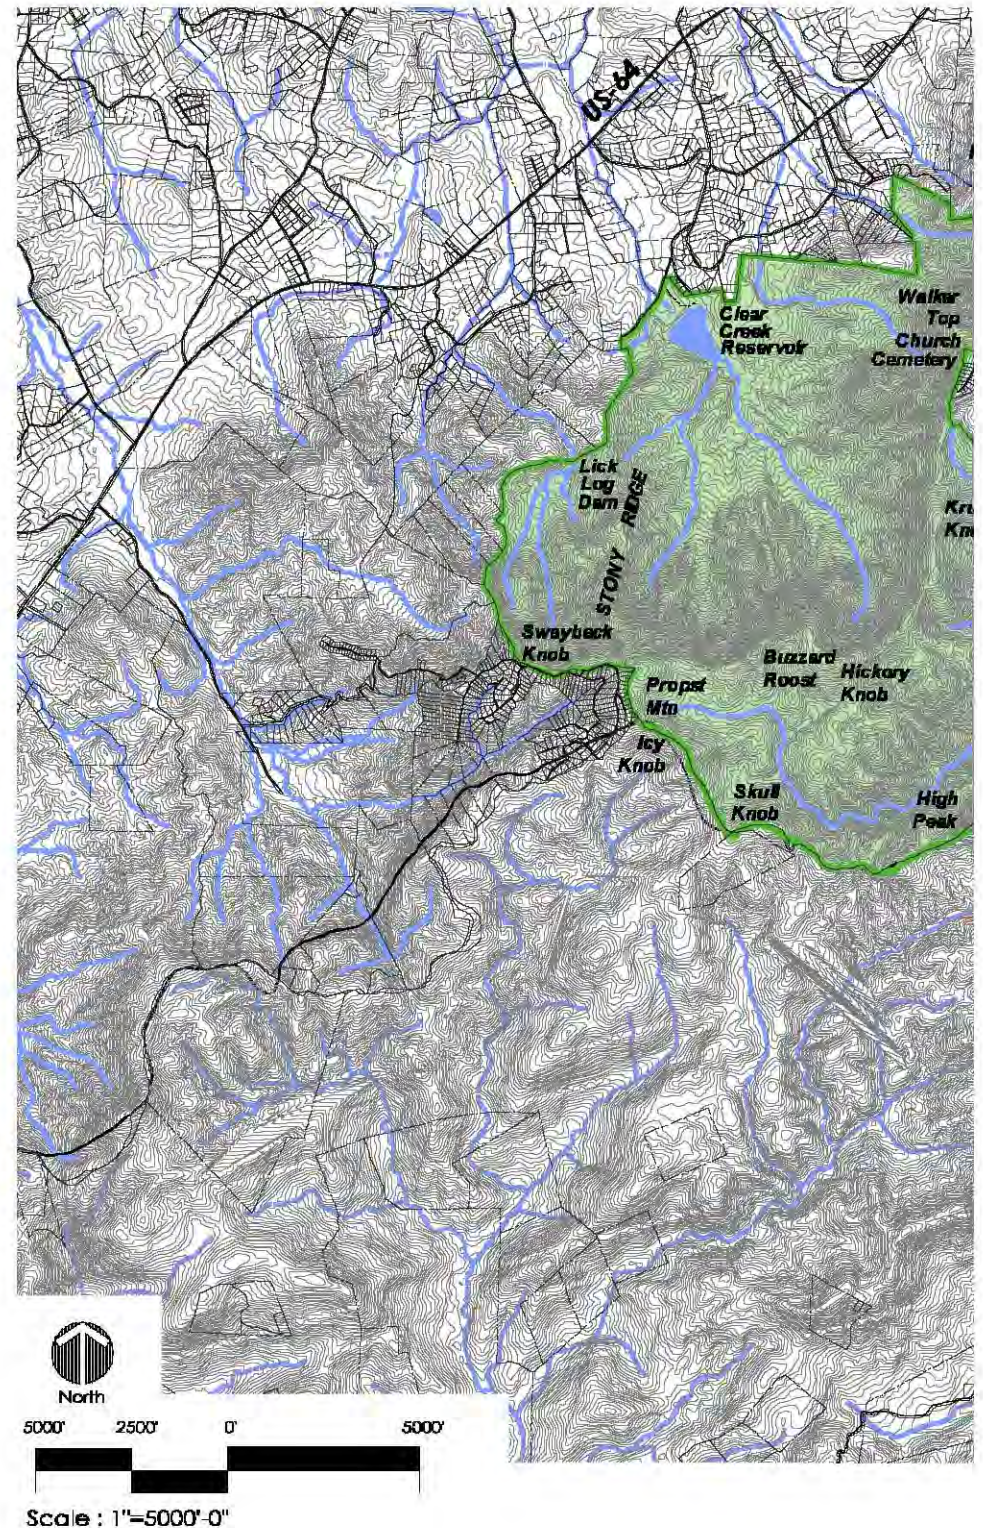 US-64
Clear
Creek
Reservoir
Walker
Top
Church
Cemetery
Lick
Log
Dam
STONY RIDGE
Swayback
Knob
Propst
Mtn
Buzzard
Roost
Hickory
Knob
Icy
Knob
Skull
Knob
High
Peak
North
5000' 2500' 0' 5000'
Scale : 1"=5000'-0"